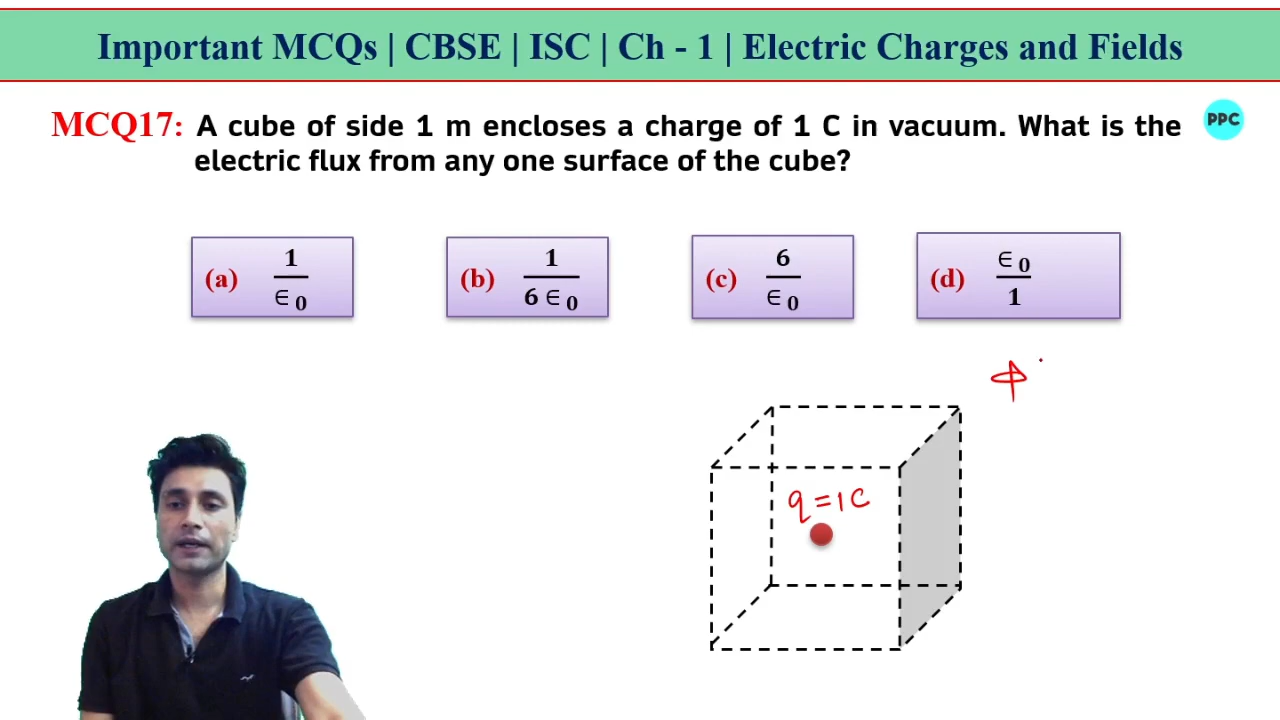 Important MCQs | CBSE | ISC | Ch - 1 | Electric Charges and Fields
MCQ17: A cube of side 1 m encloses a charge of 1 C in vacuum. What is the
electric flux from any one surface of the cube?
PPC
(a) 1/∈0
(b) 1/6 ∈0
(c) 6/∈0
(d) ∈0/1
ϕ
q = 1C